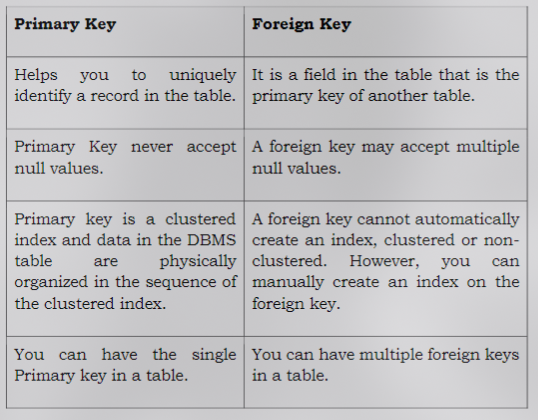 Primary Key
Foreign Key
Helps you to uniquely
identify a record in the table.
It is a field in the table that is the
primary key of another table.
Primary Key never accept
null values.
A foreign key may accept multiple
null values.
Primary key is a clustered
index and data in the DBMS
table are physically
organized in the sequence of
the clustered index.
A foreign key cannot automatically
create an index, clustered or non-
clustered. However, you can
manually create an index on the
foreign key.
You can have the single
Primary key in a table.
You can have multiple foreign keys
in a table.